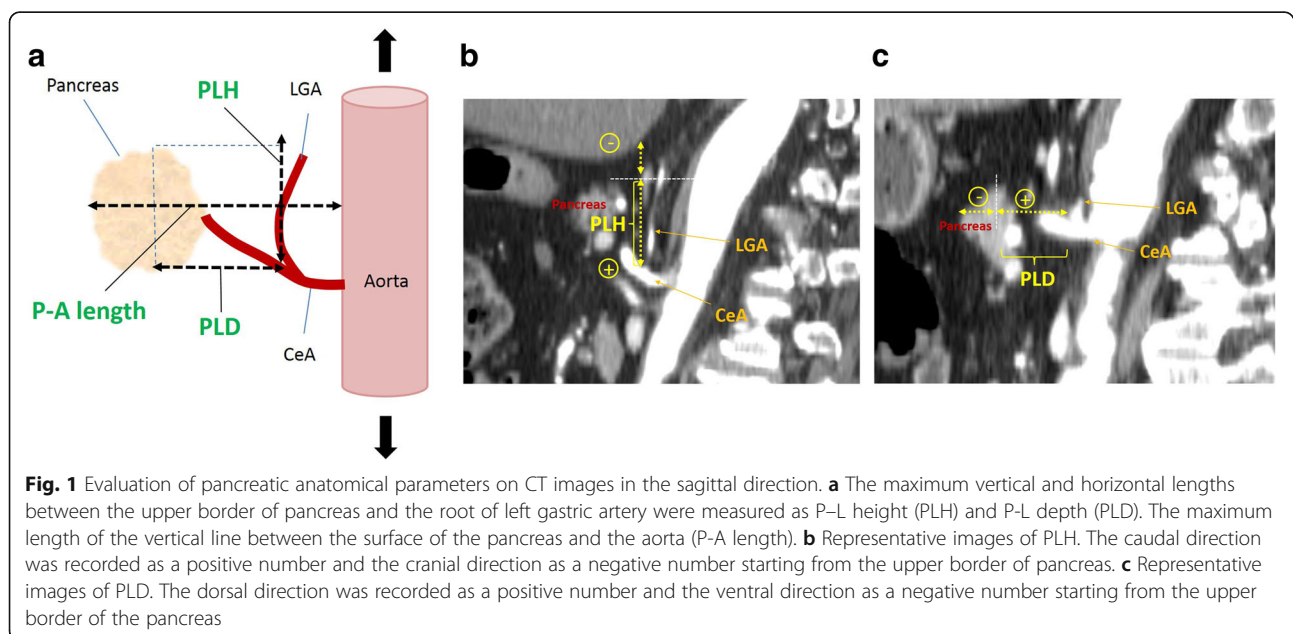 a
Pancreas
PLH
LGA
P-A length
PLD
CeA
Aorta
b
-
Pancreas
PLH
+
LGA
CeA
c
- +
Pancreas
PLD
LGA
CeA
Fig. 1 Evaluation of pancreatic anatomical parameters on CT images in the sagittal direction. a The maximum vertical and horizontal lengths
between the upper border of pancreas and the root of left gastric artery were measured as P–L height (PLH) and P-L depth (PLD). The maximum
length of the vertical line between the surface of the pancreas and the aorta (P-A length). b Representative images of PLH. The caudal direction
was recorded as a positive number and the cranial direction as a negative number starting from the upper border of pancreas. c Representative
images of PLD. The dorsal direction was recorded as a positive number and the ventral direction as a negative number starting from the upper
border of the pancreas